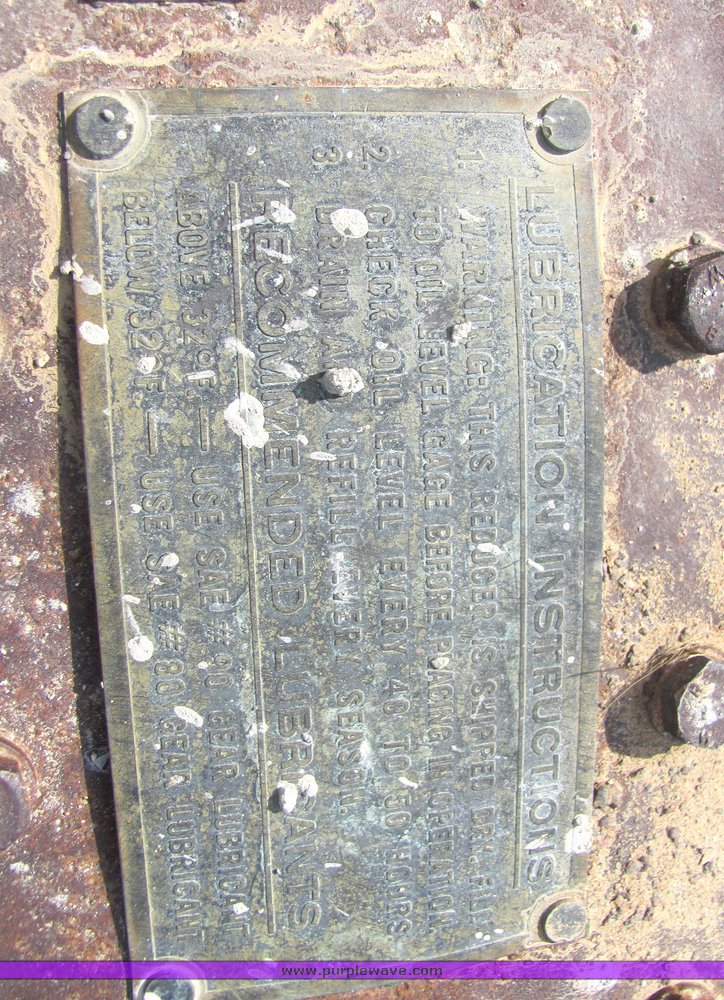 LUBRICATION INSTRUCTIONS
1. WARNING: THIS REDUCER IS SHIPPED DRY. FILL
TO OIL LEVEL GAGE BEFORE PACING IN OPERATION.
2. CHECK OIL LEVEL EVERY 40 TO 50 HOURS.
3. DRAIN AND REFILL EVERY SEASON.
RECOMMENDED LUBRICANTS
ABOVE 32°F. — USE SAE #90 GEAR LUBRICANT
BELOW 32°F. — USE SAE #80 GEAR LUBRICANT
www.purplewave.com